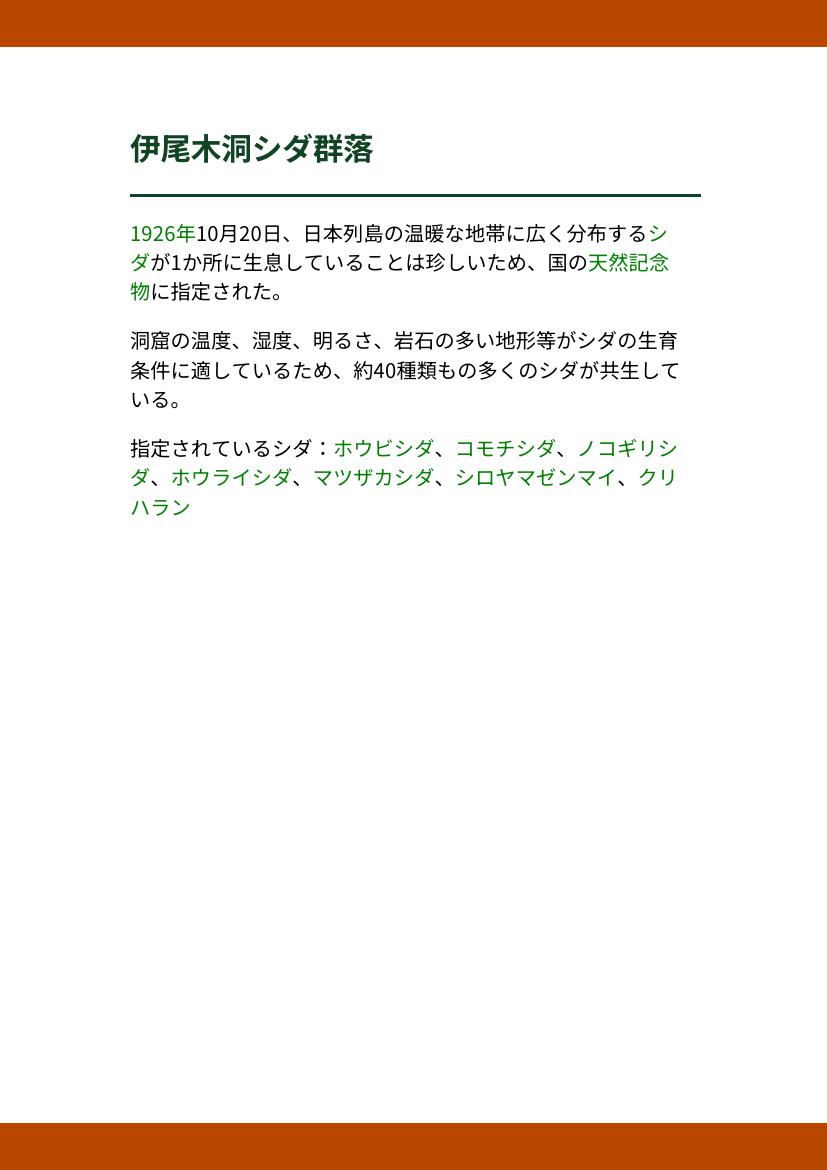 伊尾木洞シダ群落
1926年10月20日、日本列島の温暖な地帯に広く分布するシ
ダが1か所に生息していることは珍しいため、国の天然記念
物に指定された。
洞窟の温度、湿度、明るさ、岩石の多い地形等がシダの生育
条件に適しているため、約40種類もの多くのシダが共生して
いる。
指定されているシダ：ホウビシダ、コモチシダ、ノコギリシ
ダ、ホウライシダ、マツザカシダ、シロヤマゼンマイ、クリ
ハラン